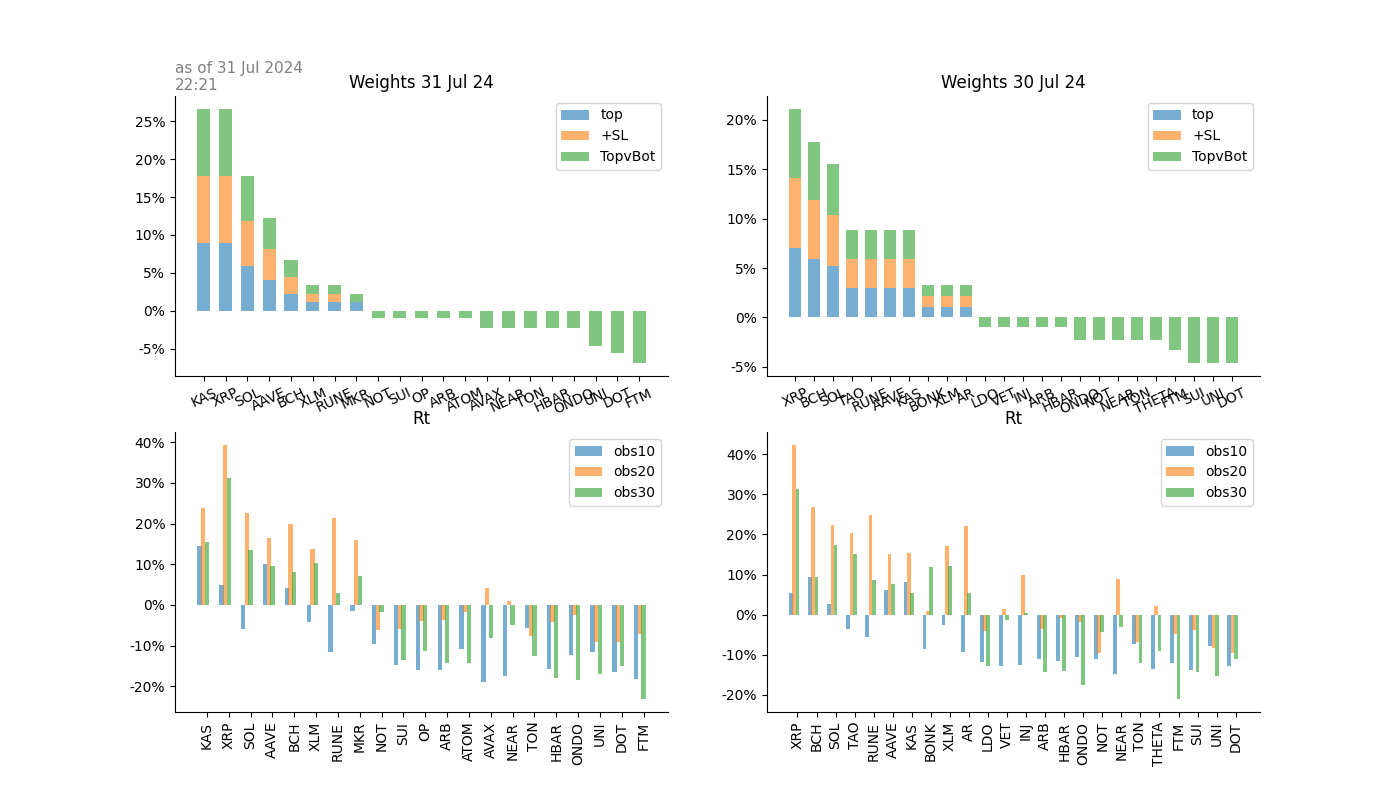 as of 31 Jul 2024
22:21
Weights 31 Jul 24
25%
20%
15%
10%
5%
0%
-5%
top
+SL
TopvBot
KAS XRP SOL AAVE BCH XLM RUNE MKR NOT SUI OP ARB ATOM AVAX NEAR TON HBAR ONDO UNI DOT FTM
Weights 30 Jul 24
20%
15%
10%
5%
0%
-5%
top
+SL
TopvBot
XRP BCH SOL TAO RUNE AAVE KAS BONK XLM AR LDO VET INJ ARB HBAR ONDO NOT NEAR TON THETA FTM SUI UNI DOT
Rt
40%
30%
20%
10%
0%
-10%
-20%
obs10
obs20
obs30
KAS XRP SOL AAVE BCH XLM RUNE MKR NOT SUI OP ARB ATOM AVAX NEAR TON HBAR ONDO UNI DOT FTM
Rt
40%
30%
20%
10%
0%
-10%
-20%
obs10
obs20
obs30
XRP BCH SOL TAO RUNE AAVE KAS BONK XLM AR LDO VET INJ ARB HBAR ONDO NOT NEAR TON THETA FTM SUI UNI DOT